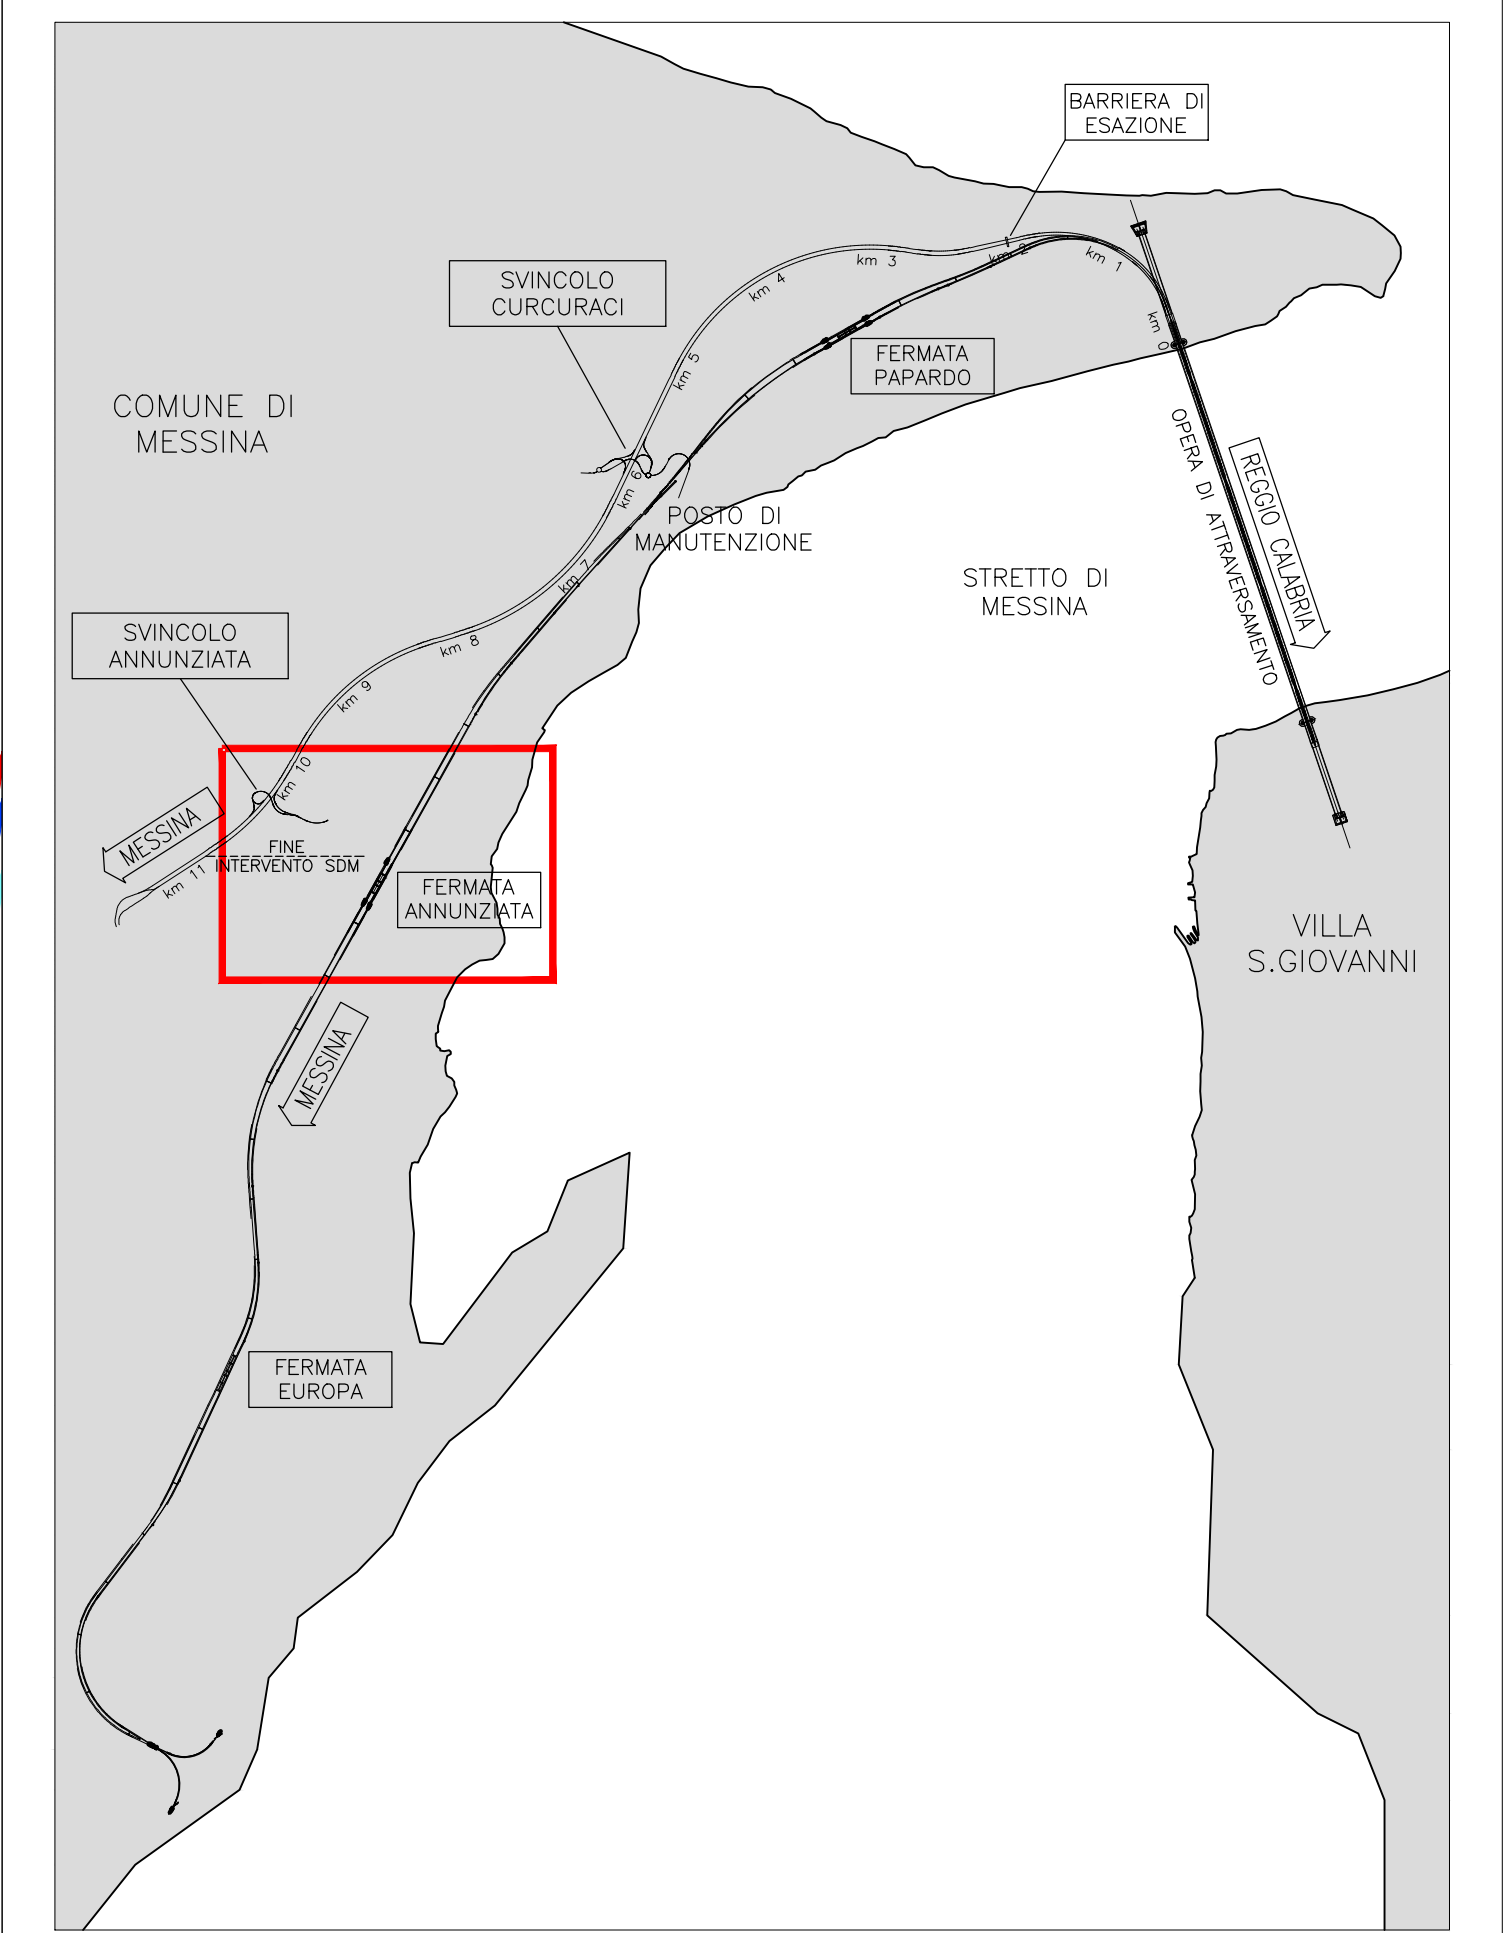 BARRIERA DI
ESAZIONE
SVINCOLO
CURCURACI
km 0
km 1
km 2
km 3
km 4
km 5
km 6
km 7
km 8
km 9
km 10
km 11
FERMATA
PAPARDO
COMUNE DI
MESSINA
POSTO DI
MANUTENZIONE
STRETTO DI
MESSINA
OPERA DI ATTRAVERSAMENTO
REGGIO CALABRIA
SVINCOLO
ANNUNZIATA
MESSINA
FINE
INTERVENTO SDM
FERMATA
ANNUNZIATA
VILLA
S.GIOVANNI
MESSINA
FERMATA
EUROPA